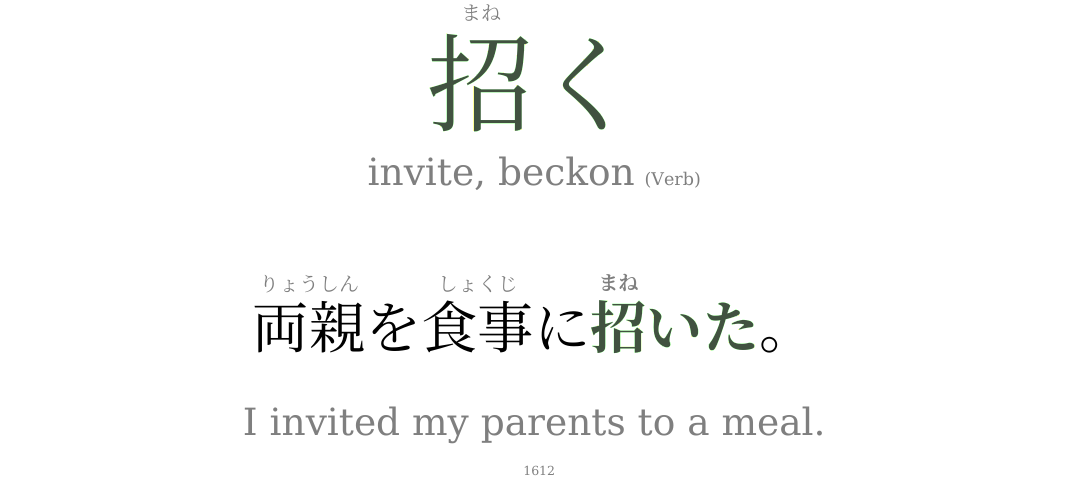 まね
招く
invite, beckon (Verb)
りょうしん しょくじ まね
両親を食事に招いた。
I invited my parents to a meal.
1612